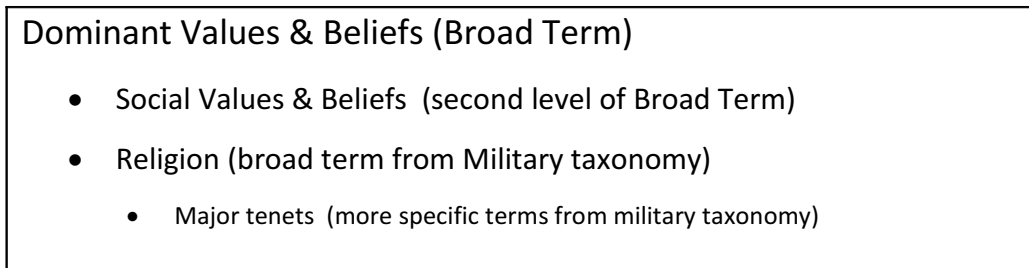 Dominant Values & Beliefs (Broad Term)
• Social Values & Beliefs  (second level of Broad Term)
• Religion (broad term from Military taxonomy)
• Major tenets  (more specific terms from military taxonomy)